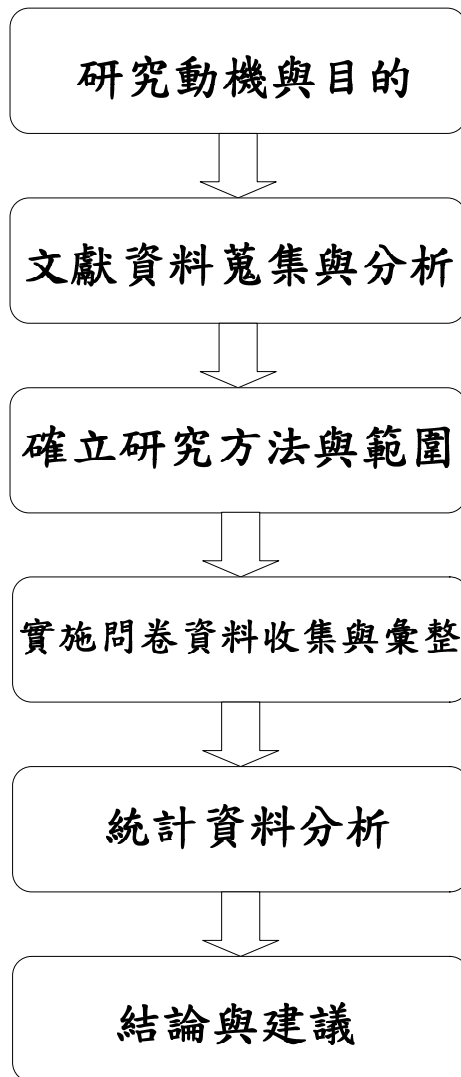 研究動機與目的
文獻資料蒐集與分析
確立研究方法與範圍
實施問卷資料收集與彙整
統計資料分析
結論與建議